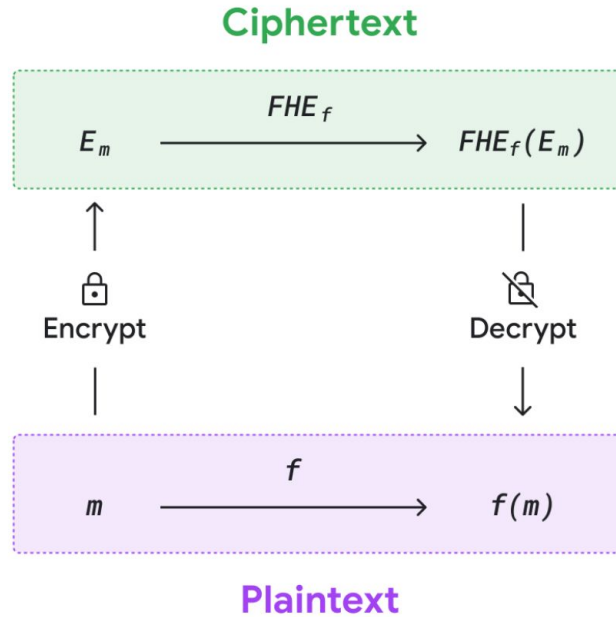 Ciphertext
FHE_f
E_m FHE_f(E_m)
Encrypt Decrypt
f
m f(m)
Plaintext